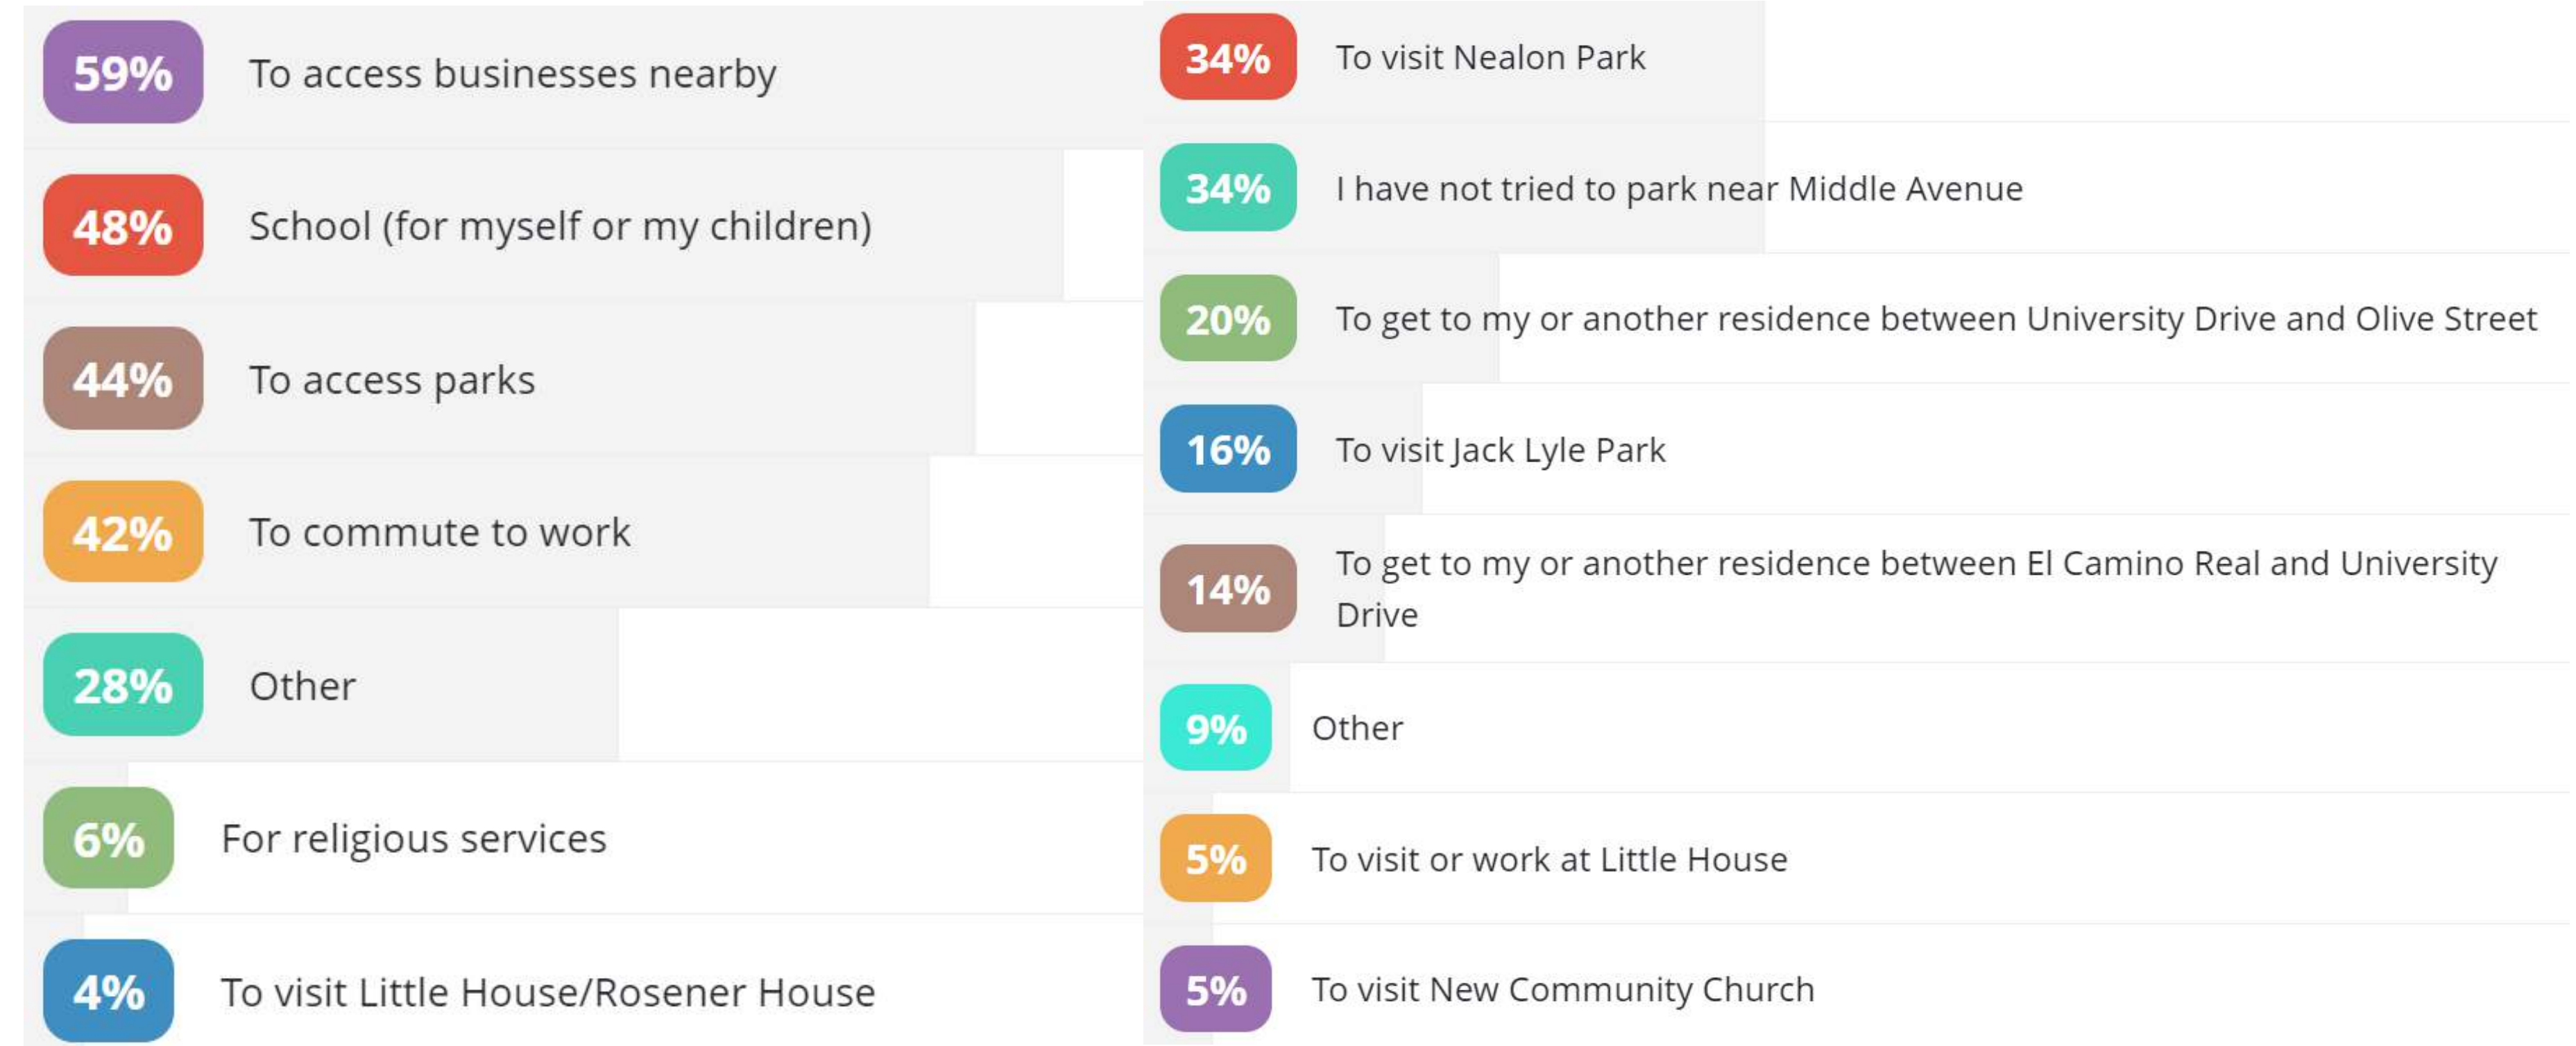 59% To access businesses nearby
48% School (for myself or my children)
44% To access parks
42% To commute to work
28% Other
6% For religious services
4% To visit Little House/Rosener House
34% To visit Nealon Park
34% I have not tried to park near Middle Avenue
20% To get to my or another residence between University Drive and Olive Street
16% To visit Jack Lyle Park
14% To get to my or another residence between El Camino Real and University
Drive
9% Other
5% To visit or work at Little House
5% To visit New Community Church